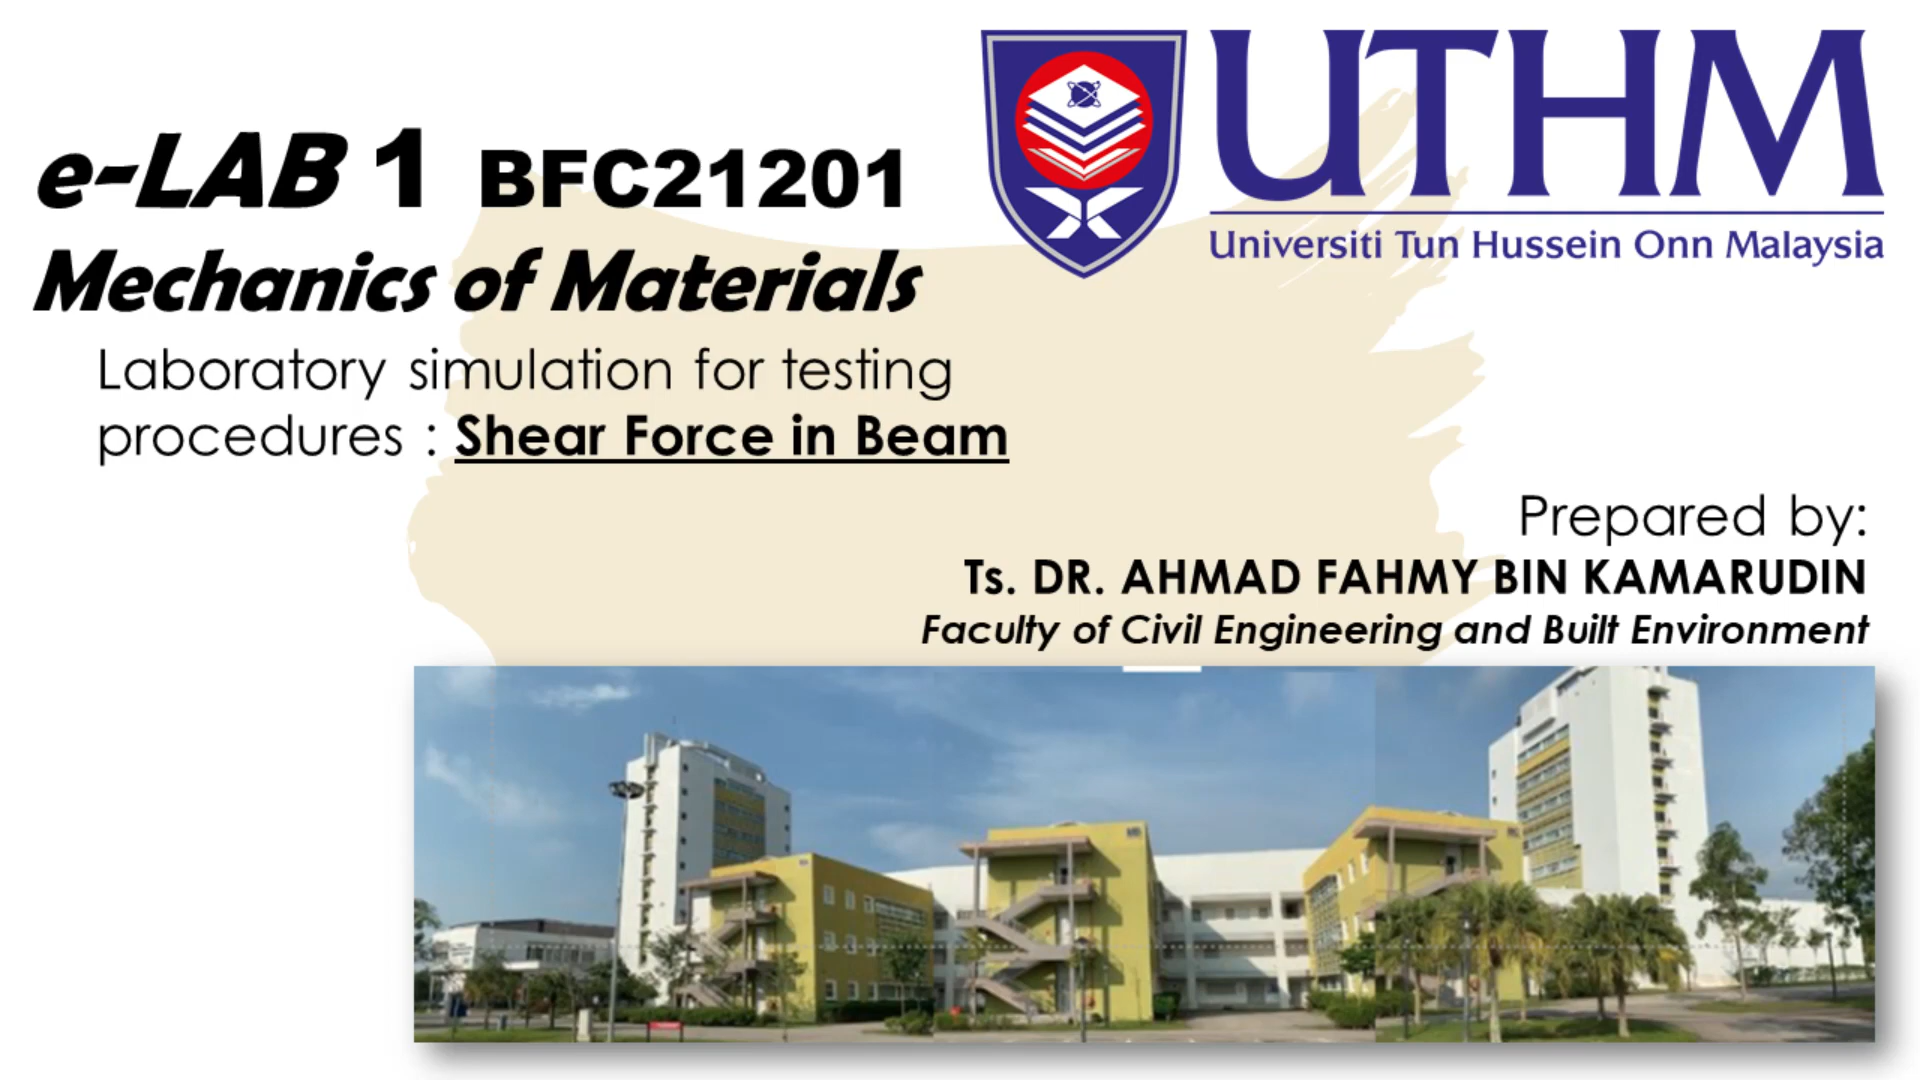 e-LAB 1 BFC21201
Mechanics of Materials
Laboratory simulation for testing
procedures : Shear Force in Beam
UTHM
Universiti Tun Hussein Onn Malaysia
Prepared by:
Ts. DR. AHMAD FAHMY BIN KAMARUDIN
Faculty of Civil Engineering and Built Environment